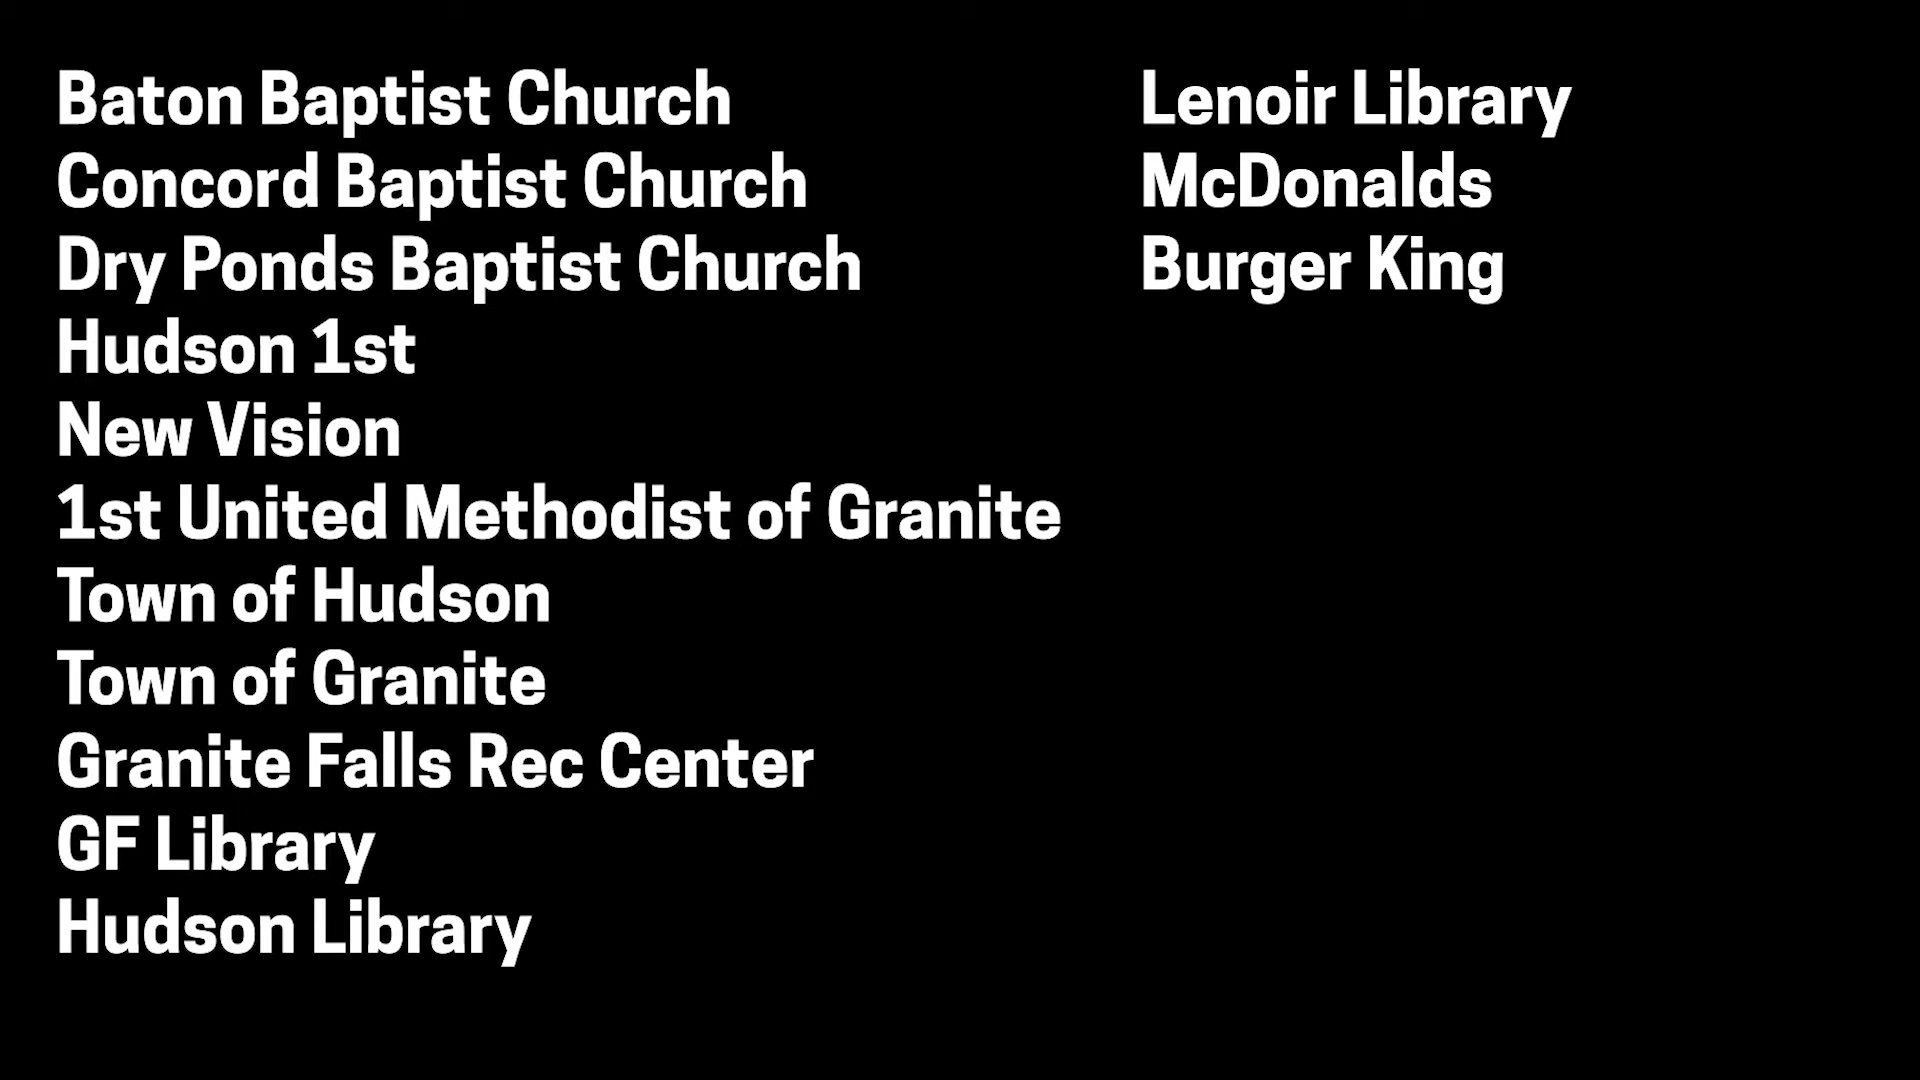 Baton Baptist Church
Concord Baptist Church
Dry Ponds Baptist Church
Hudson 1st
New Vision
1st United Methodist of Granite
Town of Hudson
Town of Granite
Granite Falls Rec Center
GF Library
Hudson Library
Lenoir Library
McDonalds
Burger King